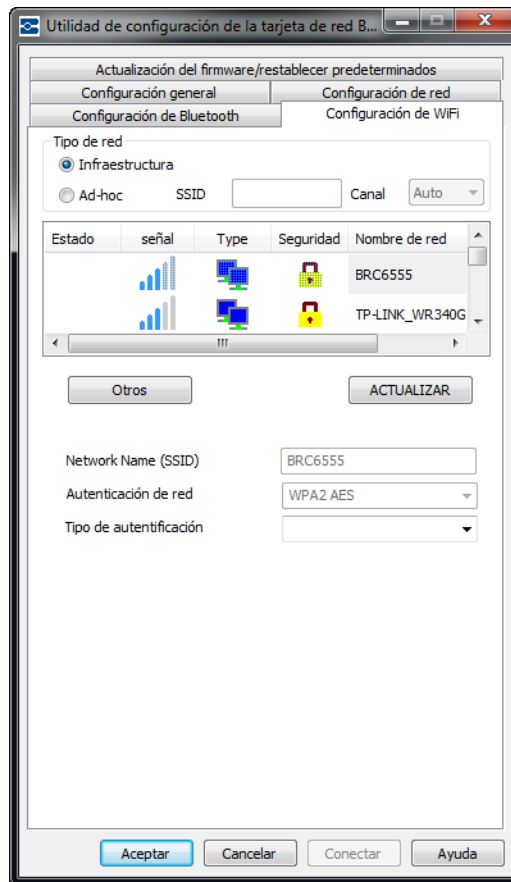 Utilidad de configuración de la tarjeta de red B...
Actualización del firmware/restablecer predeterminados
Configuración general
Configuración de red
Configuración de Bluetooth
Configuración de WiFi
Tipo de red
Infraestructura
Ad-hoc SSID Canal Auto
Estado señal Type Seguridad Nombre de red
BRC6555
TP-LINK_WR340G
Otros ACTUALIZAR
Network Name (SSID) BRC6555
Autenticación de red WPA2 AES
Tipo de autentificación
Aceptar Cancelar Conectar Ayuda